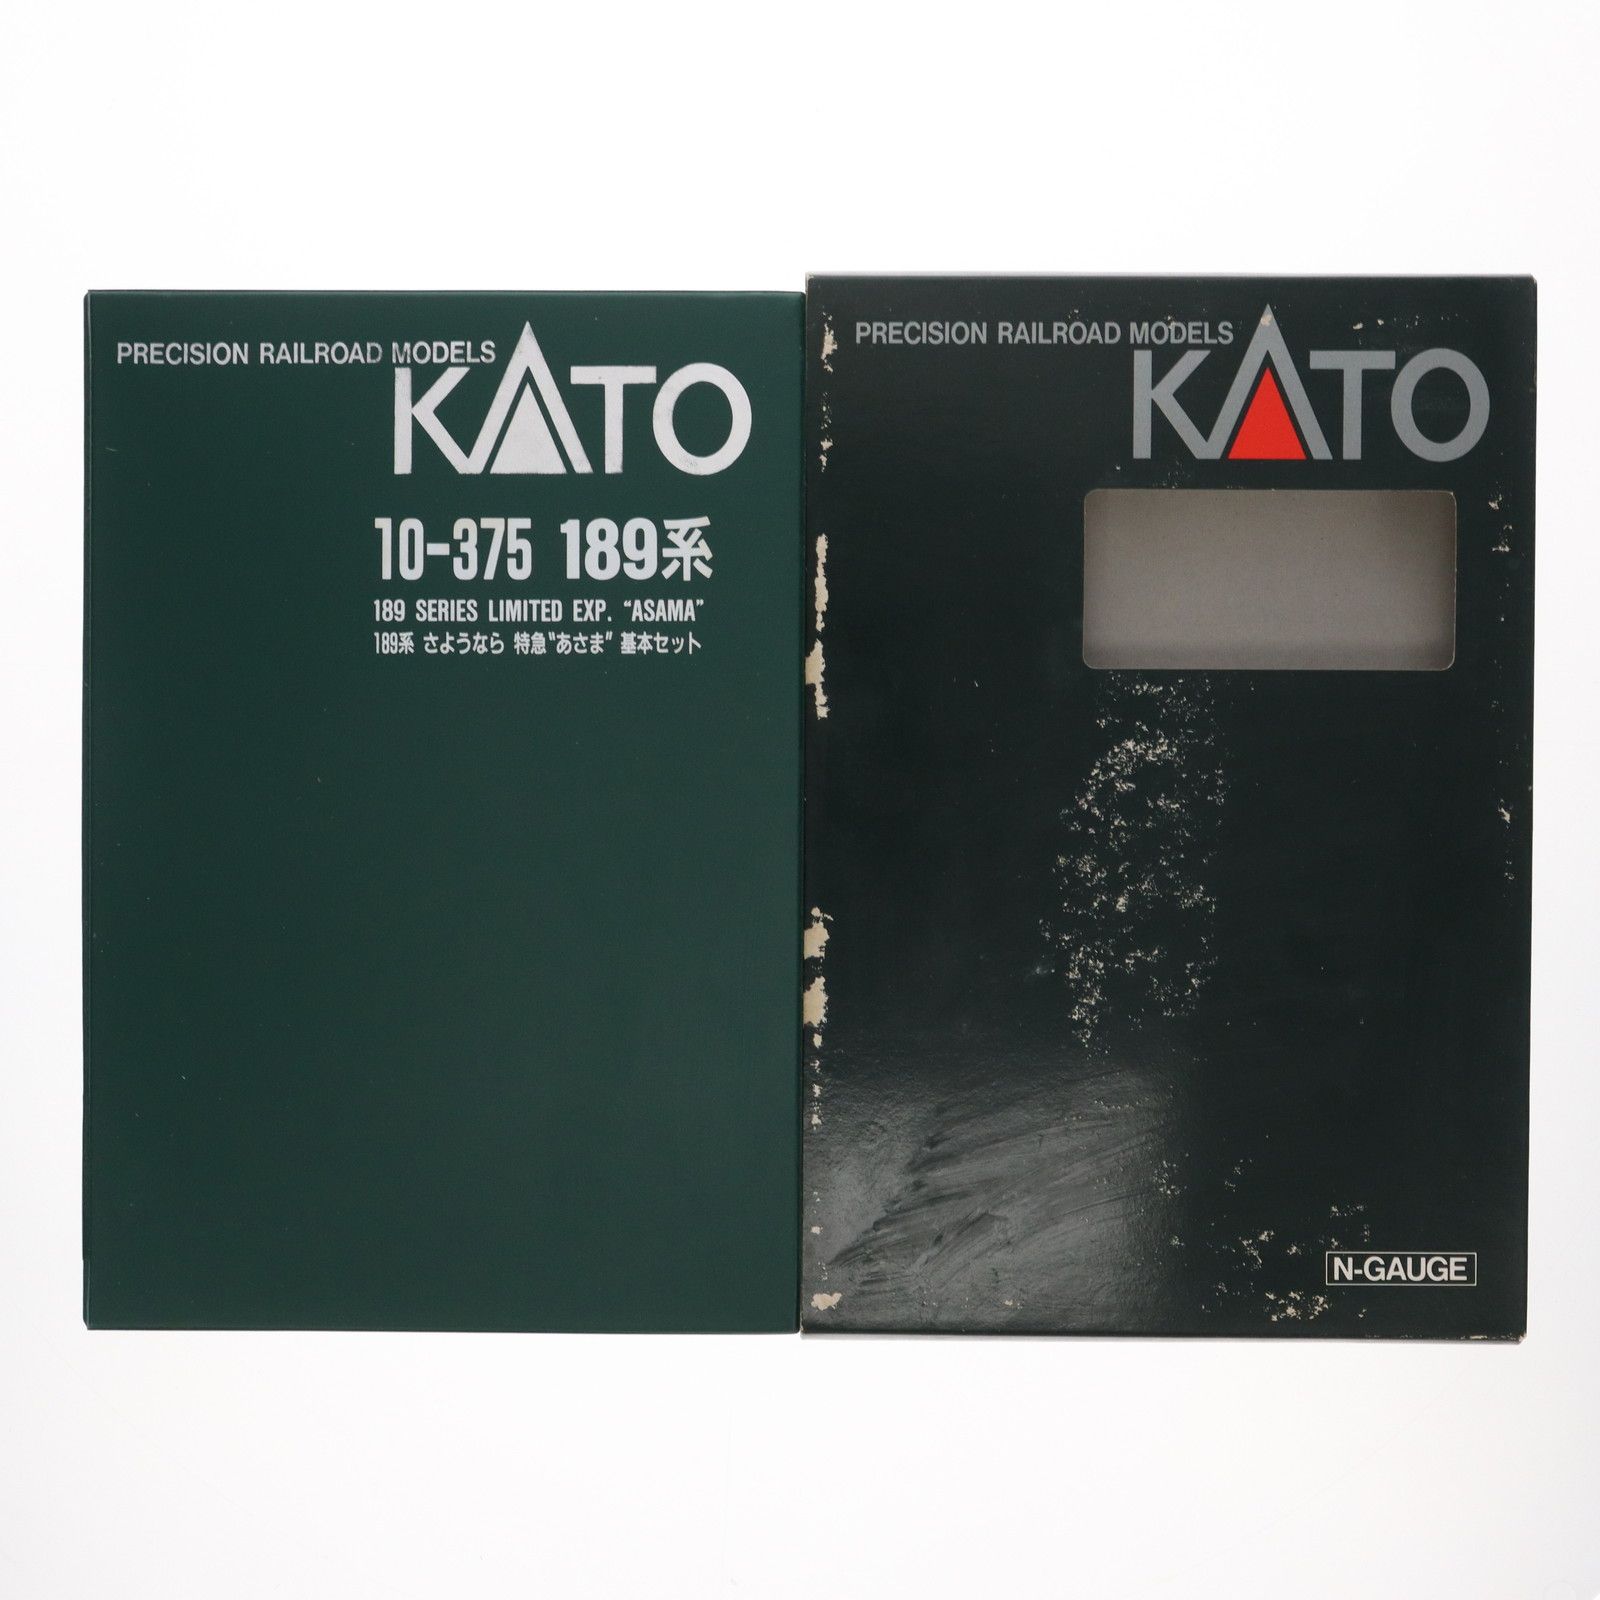 PRECISION RAILROAD MODELS
KATO
10-375 189系
189 SERIES LIMITED EXP. "ASAMA"
189系 さようなら 特急"あさま" 基本セット
PRECISION RAILROAD MODELS
KATO
N-GAUGE